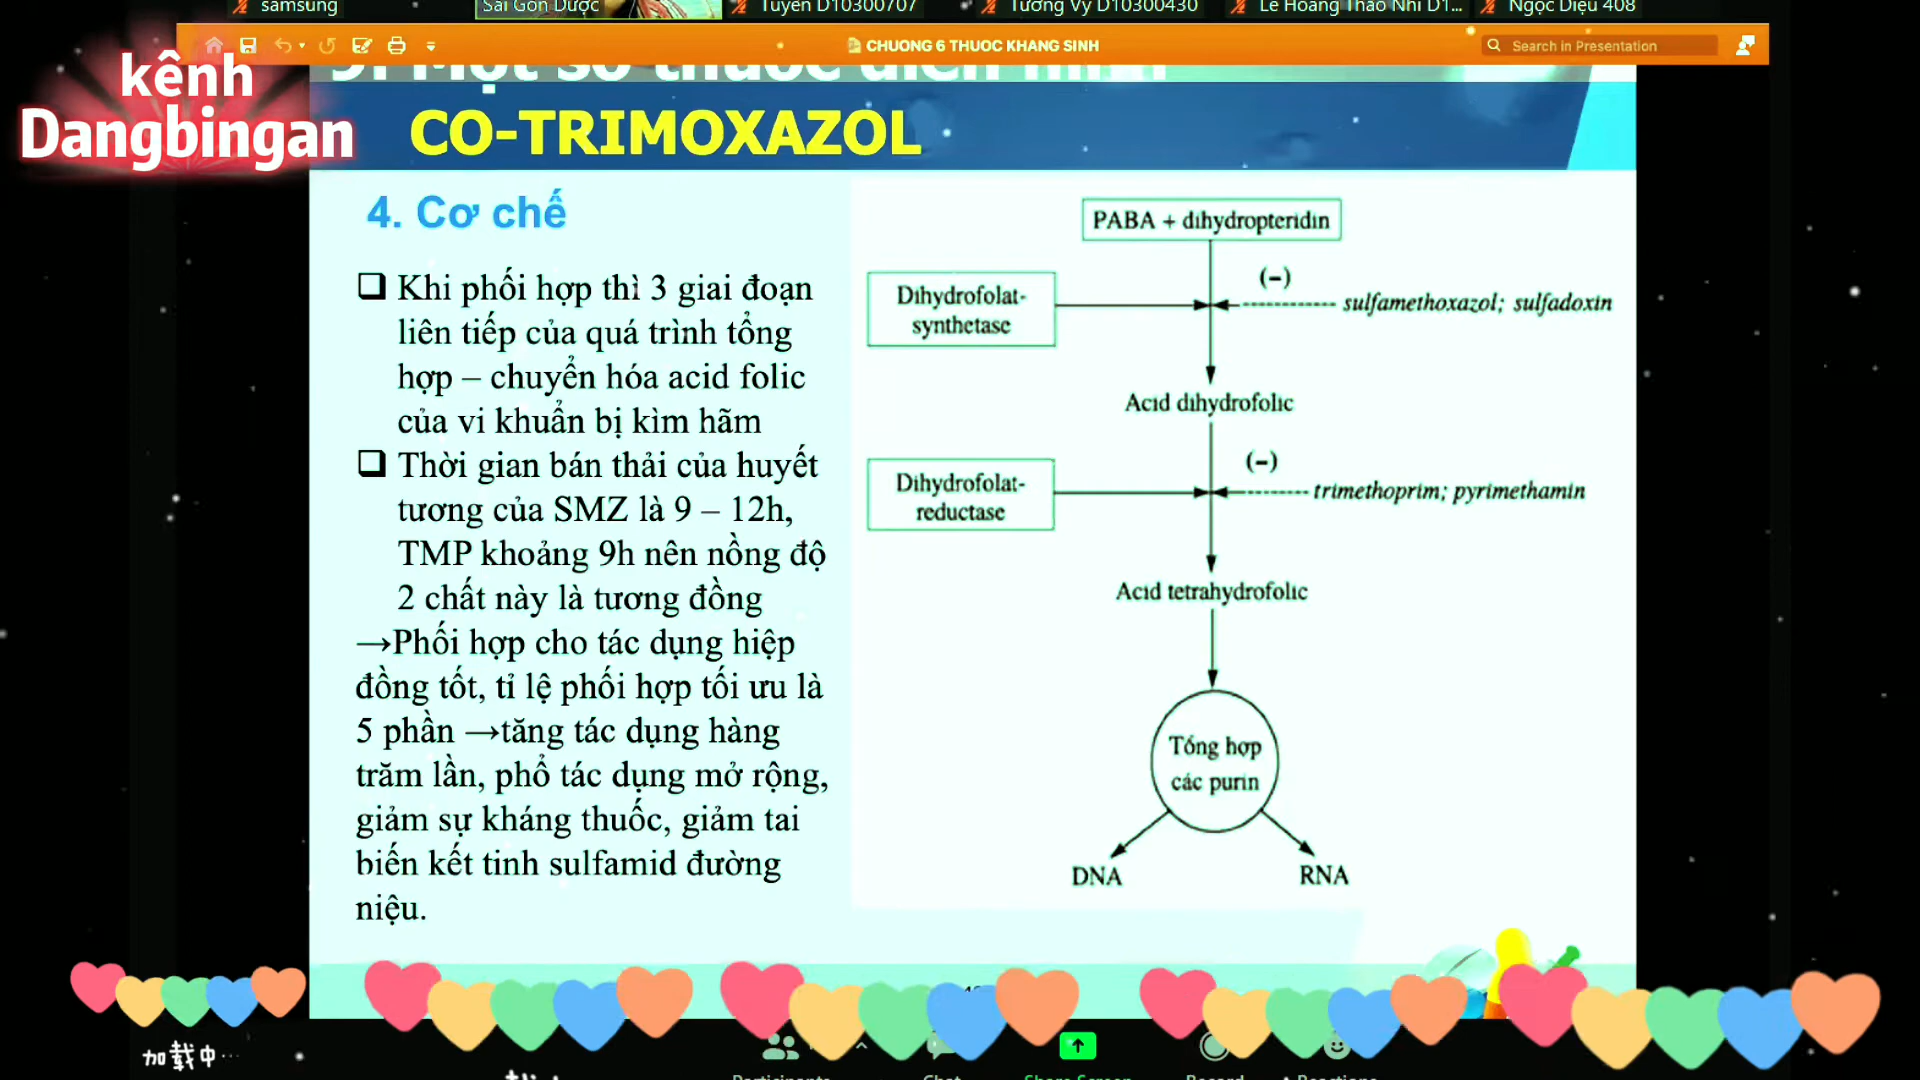 samsung
Sài Gòn Dược
Tuyền D10300707
Tường Vy D10300430
Lê Hoàng Thảo Nhi D1...
Ngọc Diệu 408
CHUONG 6 THUOC KHANG SINH
Search in Presentation
kênh
Dangbingan
CO-TRIMOXAZOL
4. Cơ chế
Khi phối hợp thì 3 giai đoạn
liên tiếp của quá trình tổng
hợp – chuyển hóa acid folic
của vi khuẩn bị kìm hãm
Thời gian bán thải của huyết
tương của SMZ là 9 – 12h,
TMP khoảng 9h nên nồng độ
2 chất này là tương đồng
→Phối hợp cho tác dụng hiệp
đồng tốt, tỉ lệ phối hợp tối ưu là
5 phần →tăng tác dụng hàng
trăm lần, phổ tác dụng mở rộng,
giảm sự kháng thuốc, giảm tai
biến kết tinh sulfamid đường
niệu.
PABA + dihydropteridin
(–)
Dihydrofolat-
synthetase
sulfamethoxazol; sulfadoxin
Acid dihydrofolic
(–)
Dihydrofolat-
reductase
trimethoprim; pyrimethamin
Acid tetrahydrofolic
Tổng hợp
các purin
DNA
RNA
加载中...
Participants
Chat
Share Screen
Record
Reactions